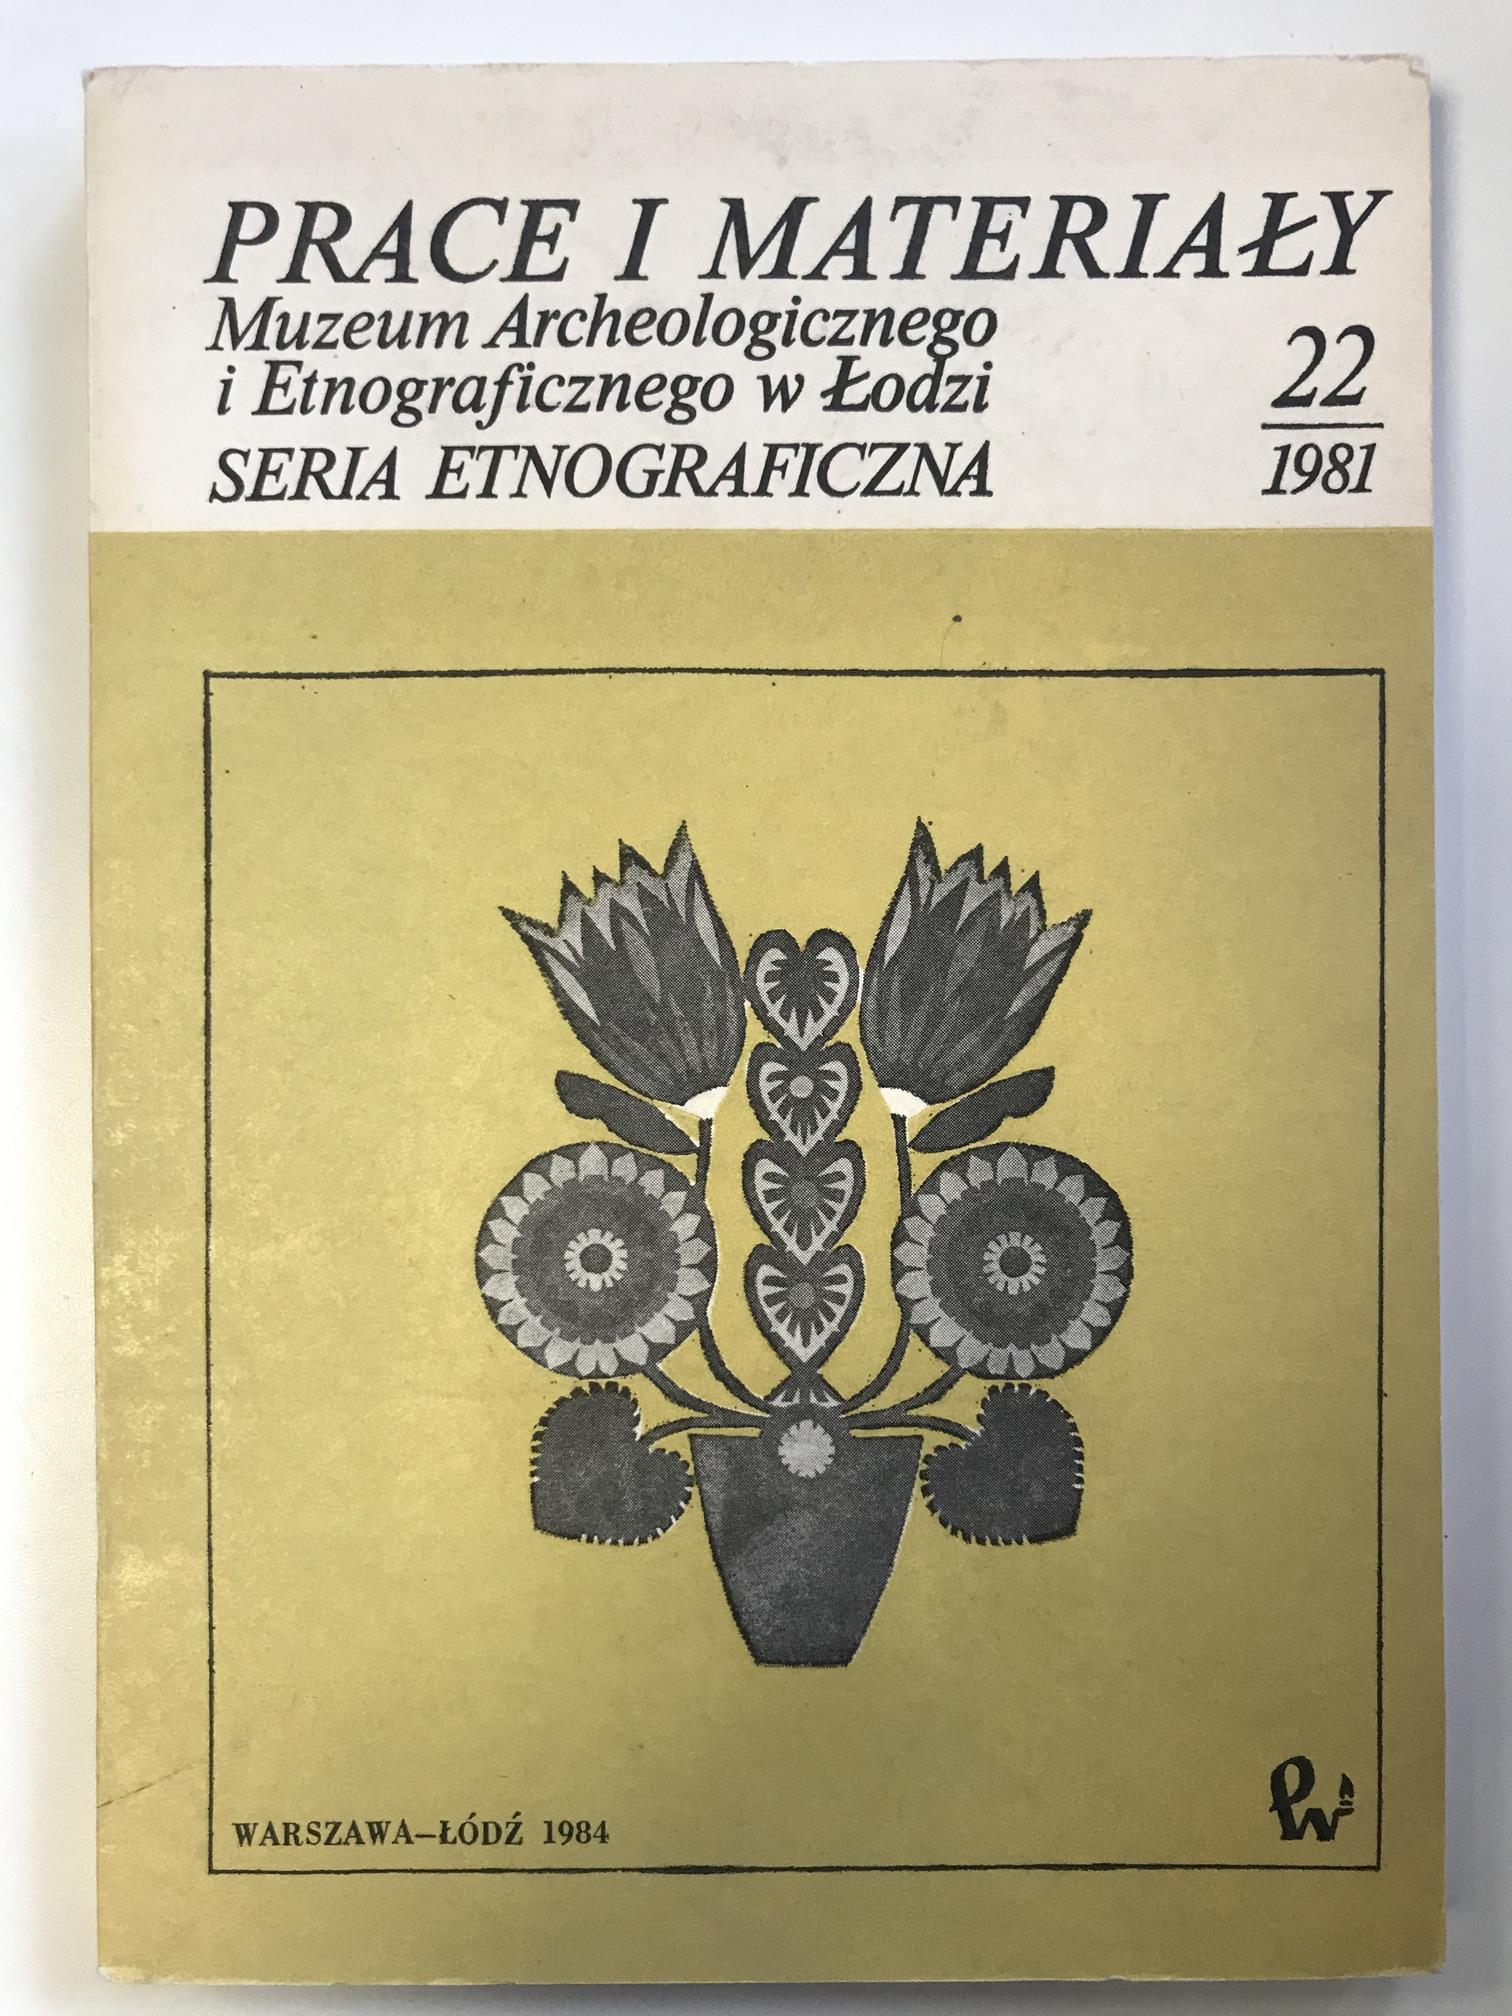 PRACE I MATERIAŁY
Muzeum Archeologicznego
i Etnograficznego w Łodzi
SERIA ETNOGRAFICZNA
22
1981
WARSZAWA–ŁÓDŹ 1984